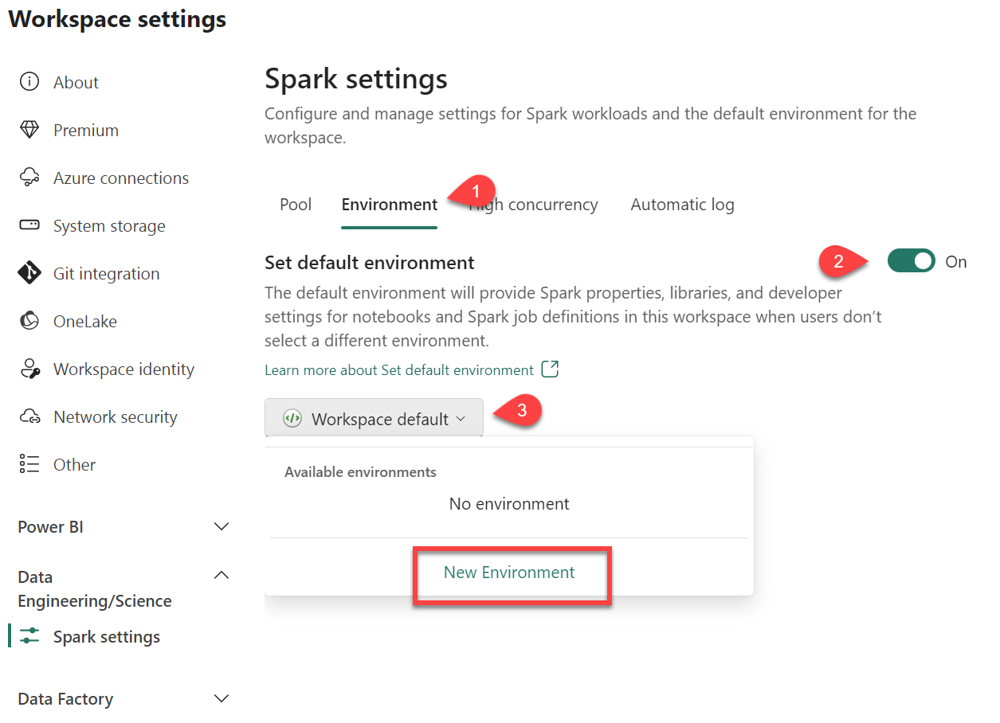 Workspace settings
About
Premium
Azure connections
System storage
Git integration
OneLake
Workspace identity
Network security
Other
Power BI
Data
Engineering/Science
Spark settings
Data Factory
Spark settings
Configure and manage settings for Spark workloads and the default environment for the
workspace.
Pool
Environment
1
High concurrency
Automatic log
Set default environment
2
On
The default environment will provide Spark properties, libraries, and developer
settings for notebooks and Spark job definitions in this workspace when users don’t
select a different environment.
Learn more about Set default environment
Workspace default
3
Available environments
No environment
New Environment